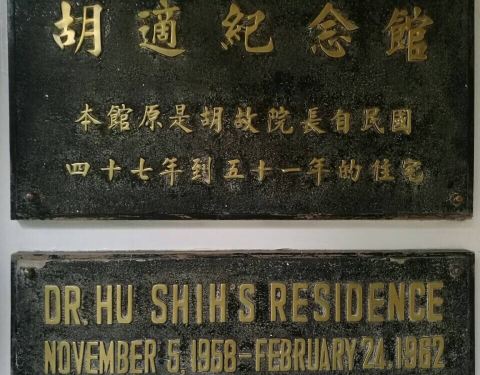 胡適紀念館
本館原是胡故院長自民國
四十七年到五十一年的住宅
DR. HU SHIH'S RESIDENCE
NOVEMBER 5, 1958-FEBRUARY 24, 1962